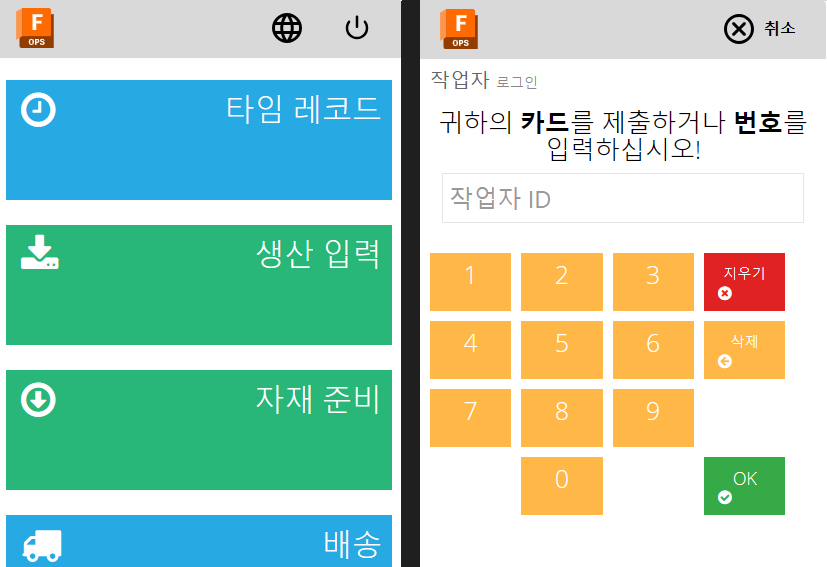 F
OPS
타임 레코드
생산 입력
자재 준비
배송
F
OPS
취소
작업자 로그인
귀하의 카드를 제출하거나 번호를
입력하십시오!
작업자 ID
1 2 3 지우기
4 5 6 삭제
7 8 9
0 OK